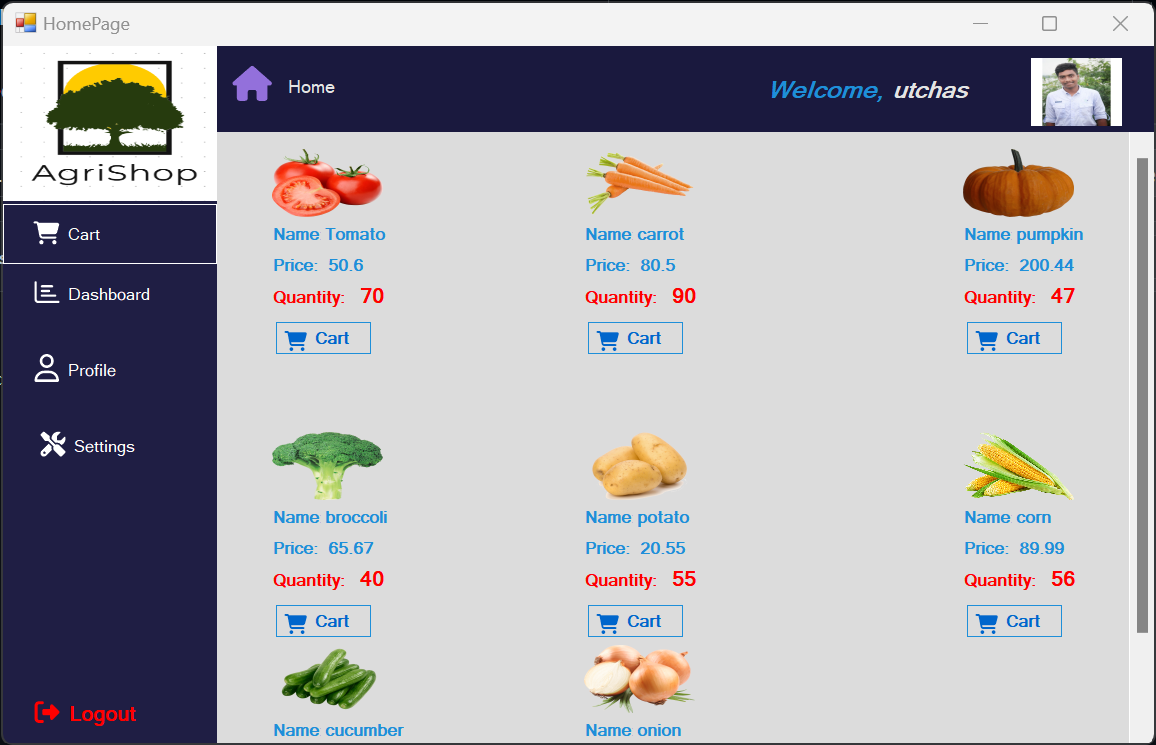 HomePage
AgriShop
Home
Welcome, utchas
Cart
Dashboard
Profile
Settings
Logout
Name Tomato
Price: 50.6
Quantity: 70
Cart
Name carrot
Price: 80.5
Quantity: 90
Cart
Name pumpkin
Price: 200.44
Quantity: 47
Cart
Name broccoli
Price: 65.67
Quantity: 40
Cart
Name potato
Price: 20.55
Quantity: 55
Cart
Name corn
Price: 89.99
Quantity: 56
Cart
Name cucumber
Name onion